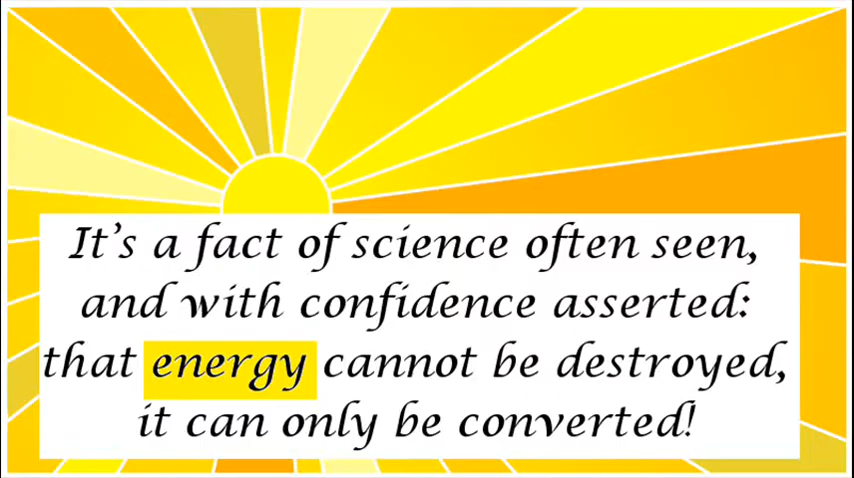 It's a fact of science often seen,
and with confidence asserted:
that energy cannot be destroyed,
it can only be converted!